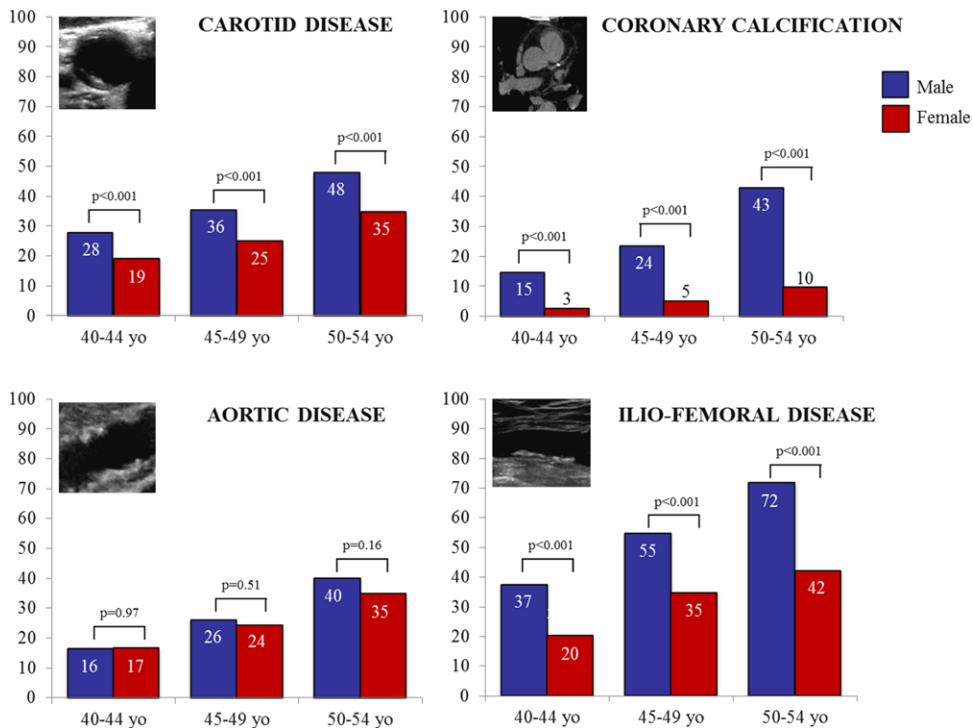 CAROTID DISEASE
100
90
80
70
60
50
40
30
20
10
0
p<0.001
p<0.001
p<0.001
28
19
36
25
48
35
40-44 yo
45-49 yo
50-54 yo
CORONARY CALCIFICATION
100
90
80
70
60
50
40
30
20
10
0
p<0.001
p<0.001
p<0.001
15
3
24
5
43
10
40-44 yo
45-49 yo
50-54 yo
Male
Female
AORTIC DISEASE
100
90
80
70
60
50
40
30
20
10
0
p=0.97
p=0.51
p=0.16
16
17
26
24
40
35
40-44 yo
45-49 yo
50-54 yo
ILIO-FEMORAL DISEASE
100
90
80
70
60
50
40
30
20
10
0
p<0.001
p<0.001
p<0.001
37
20
55
35
72
42
40-44 yo
45-49 yo
50-54 yo